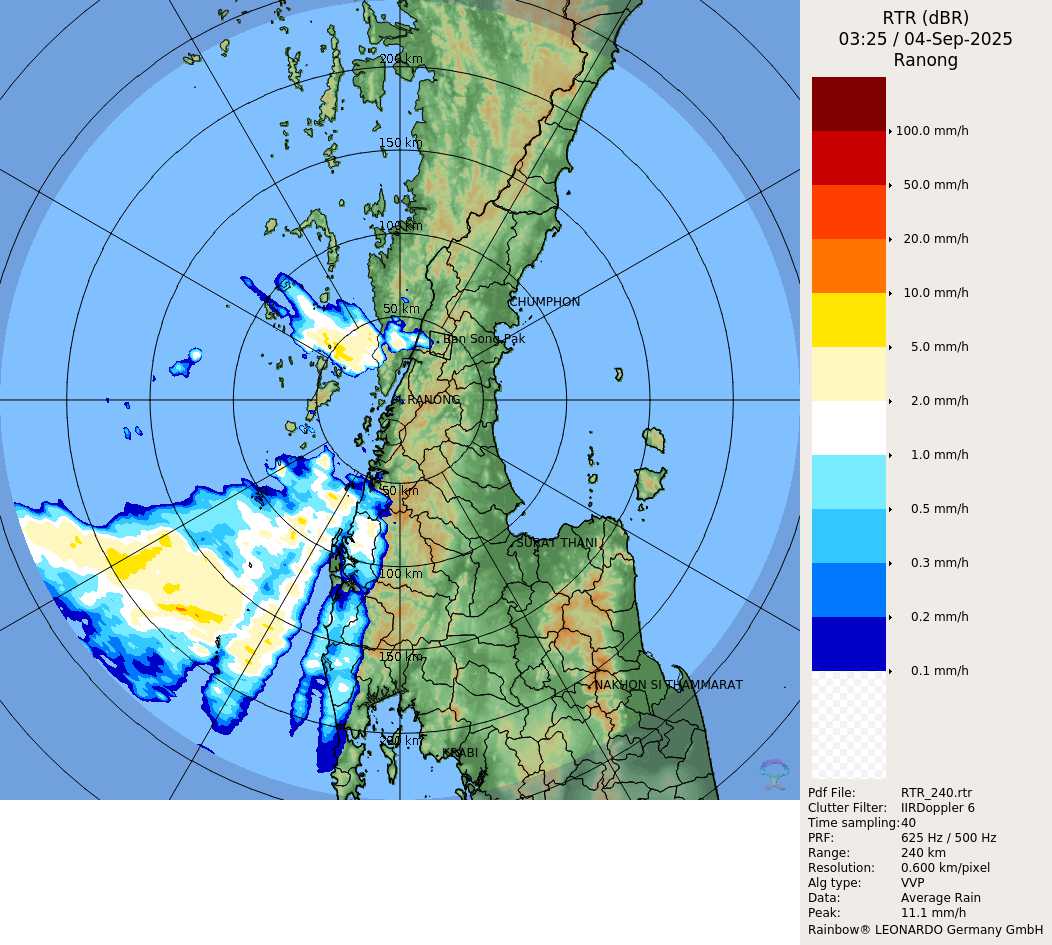 RTR (dBR)
03:25 / 04-Sep-2025
Ranong
200 km
150 km
100 km
50 km
CHUMPHON
Ban Song Pak
RANONG
50 km
SURAT THANI
100 km
150 km
NAKHON SI THAMMARAT
200 km
KRABI
100.0 mm/h
50.0 mm/h
20.0 mm/h
10.0 mm/h
5.0 mm/h
2.0 mm/h
1.0 mm/h
0.5 mm/h
0.3 mm/h
0.2 mm/h
0.1 mm/h
Pdf File: RTR_240.rtr
Clutter Filter: IIRDoppler 6
Time sampling:40
PRF: 625 Hz / 500 Hz
Range: 240 km
Resolution: 0.600 km/pixel
Alg type: VVP
Data: Average Rain
Peak: 11.1 mm/h
Rainbow® LEONARDO Germany GmbH